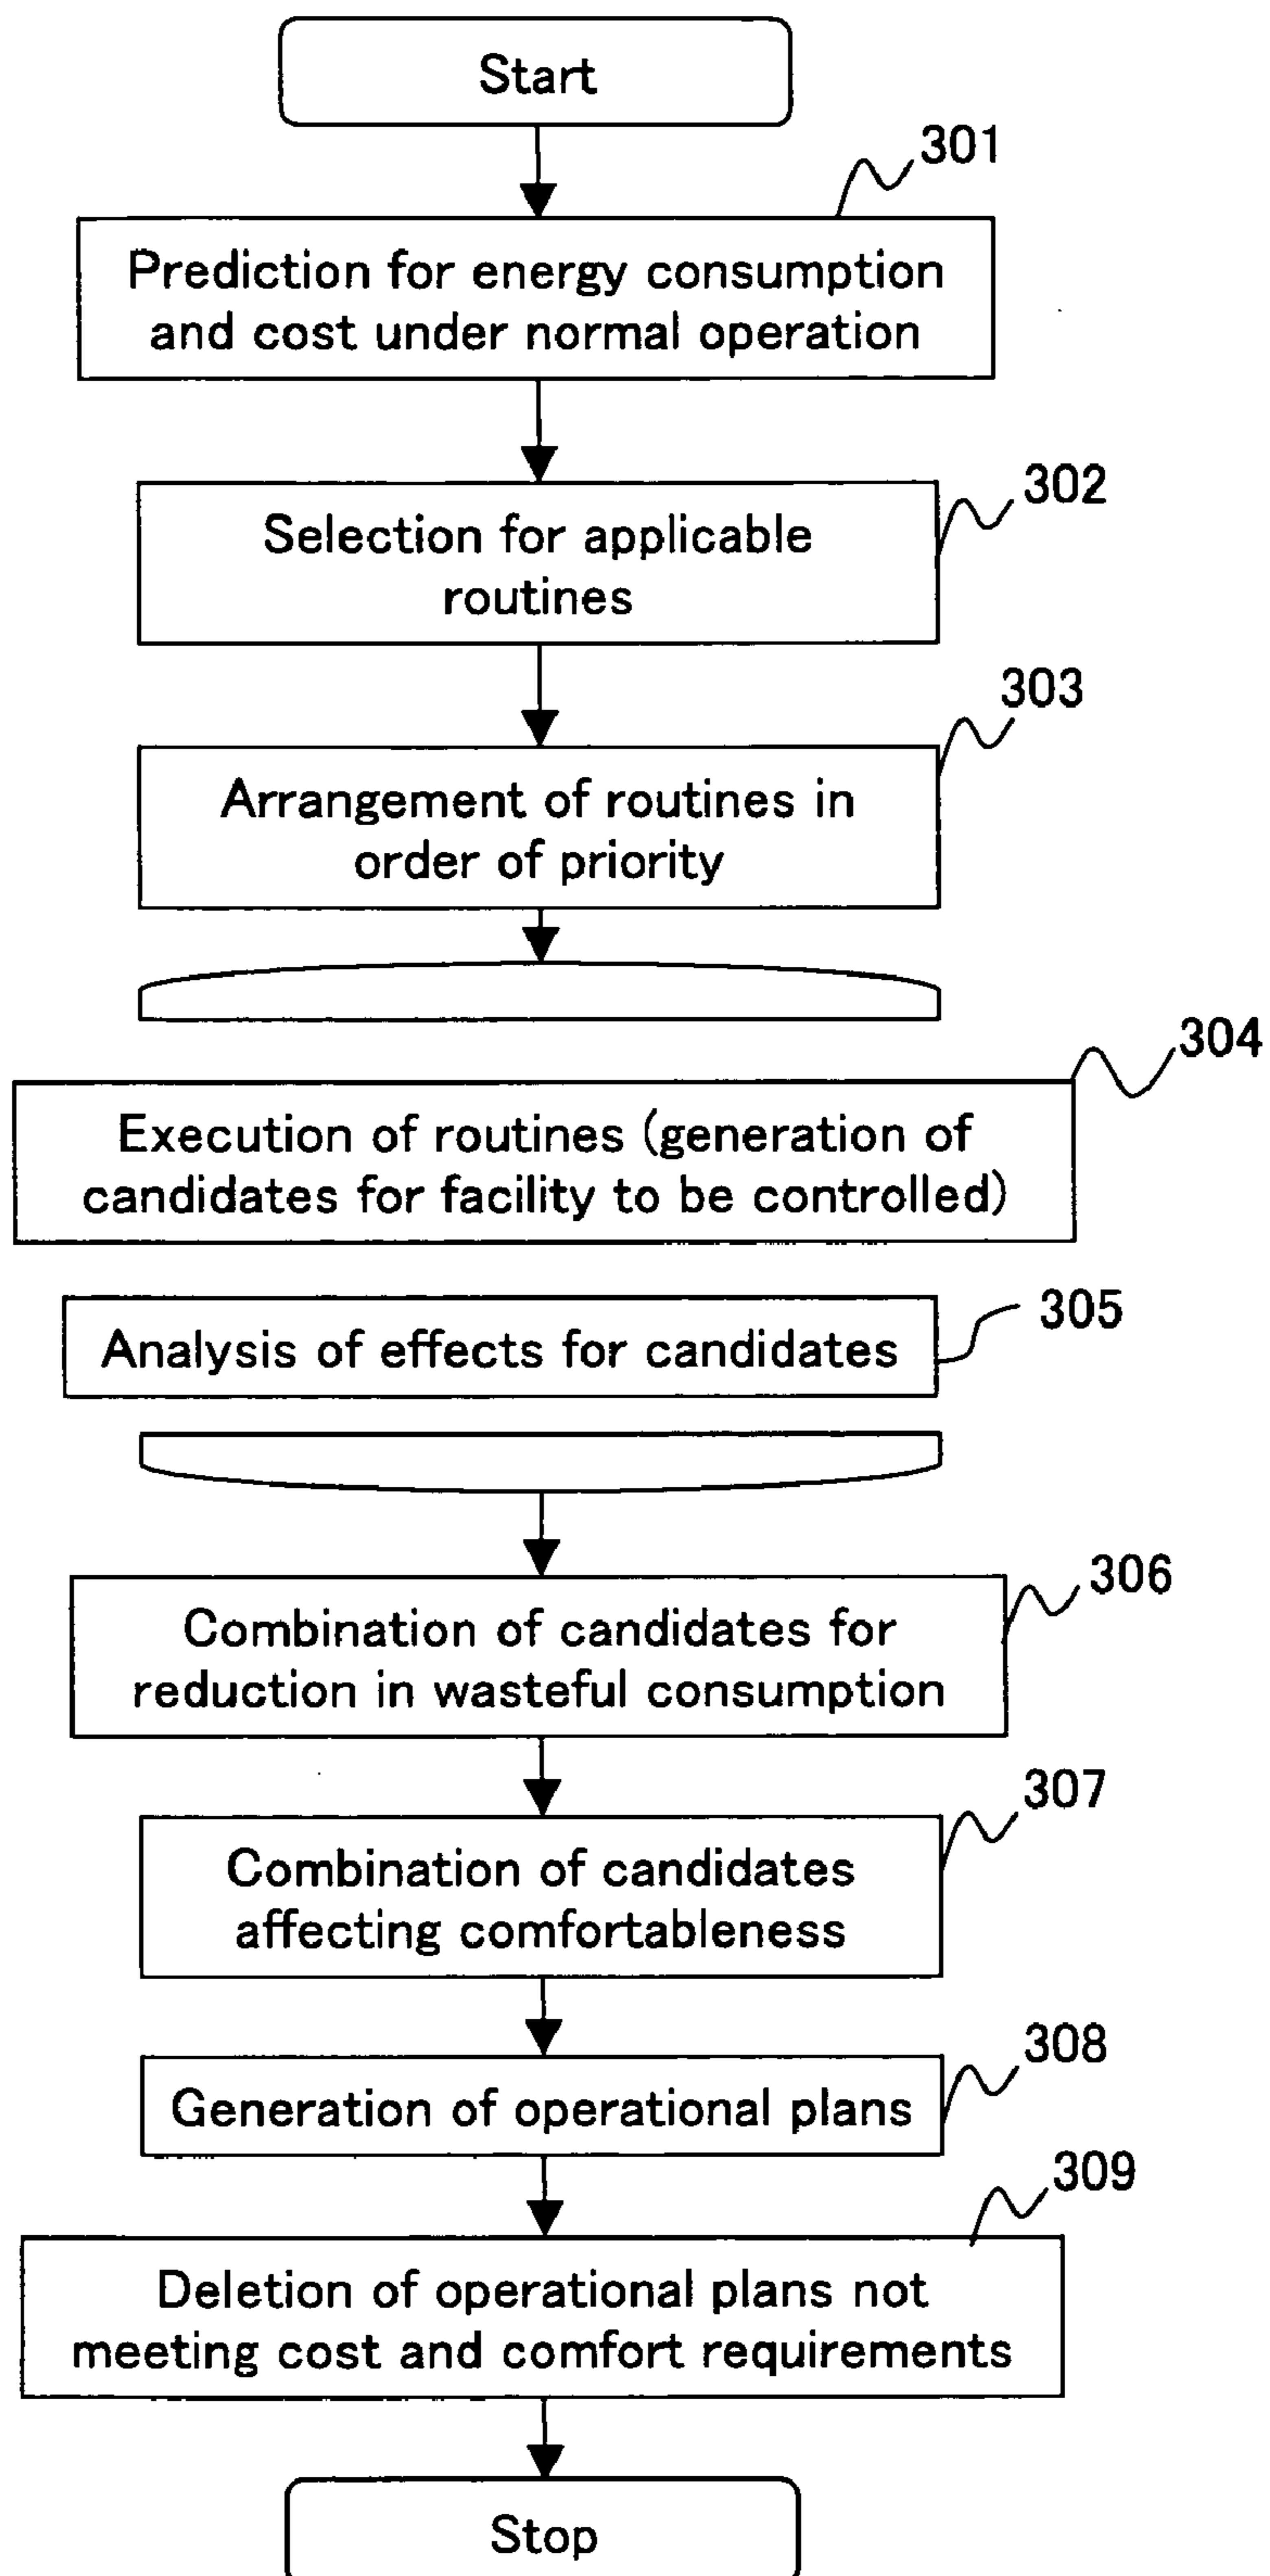 Start
301
Prediction for energy consumption
and cost under normal operation
302
Selection for applicable
routines
303
Arrangement of routines in
order of priority
304
Execution of routines (generation of
candidates for facility to be controlled)
305
Analysis of effects for candidates
306
Combination of candidates for
reduction in wasteful consumption
307
Combination of candidates
affecting comfortableness
308
Generation of operational plans
309
Deletion of operational plans not
meeting cost and comfort requirements
Stop